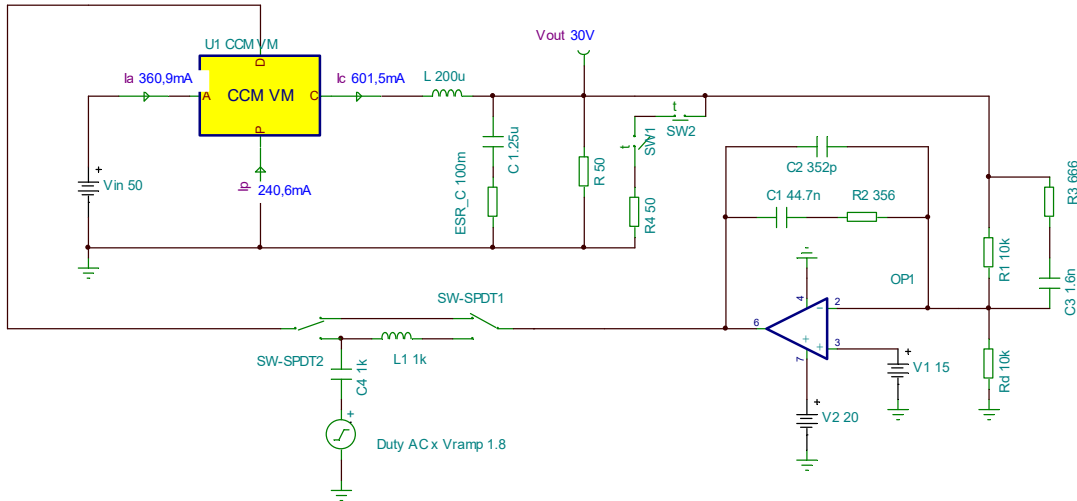 Vout 30V
U1 CCM VM
D
Ia 360,9mA
Ic 601,5mA
L 200u
A
CCM VM
C
P
t
SW2
t
SW1
C 1.25u
R 50
C2 352p
Vin 50
+
Ip
240,6mA
ESR_C 100m
R4 50
C1 44.7n
R2 356
R3 666
R1 10k
OP1
C3 1.6n
SW-SPDT1
4
2
6
3
7
+
+
-
SW-SPDT2
L1 1k
C4 1k
+
V1 15
Rd 10k
+
V2 20
+
Duty AC x Vramp 1.8